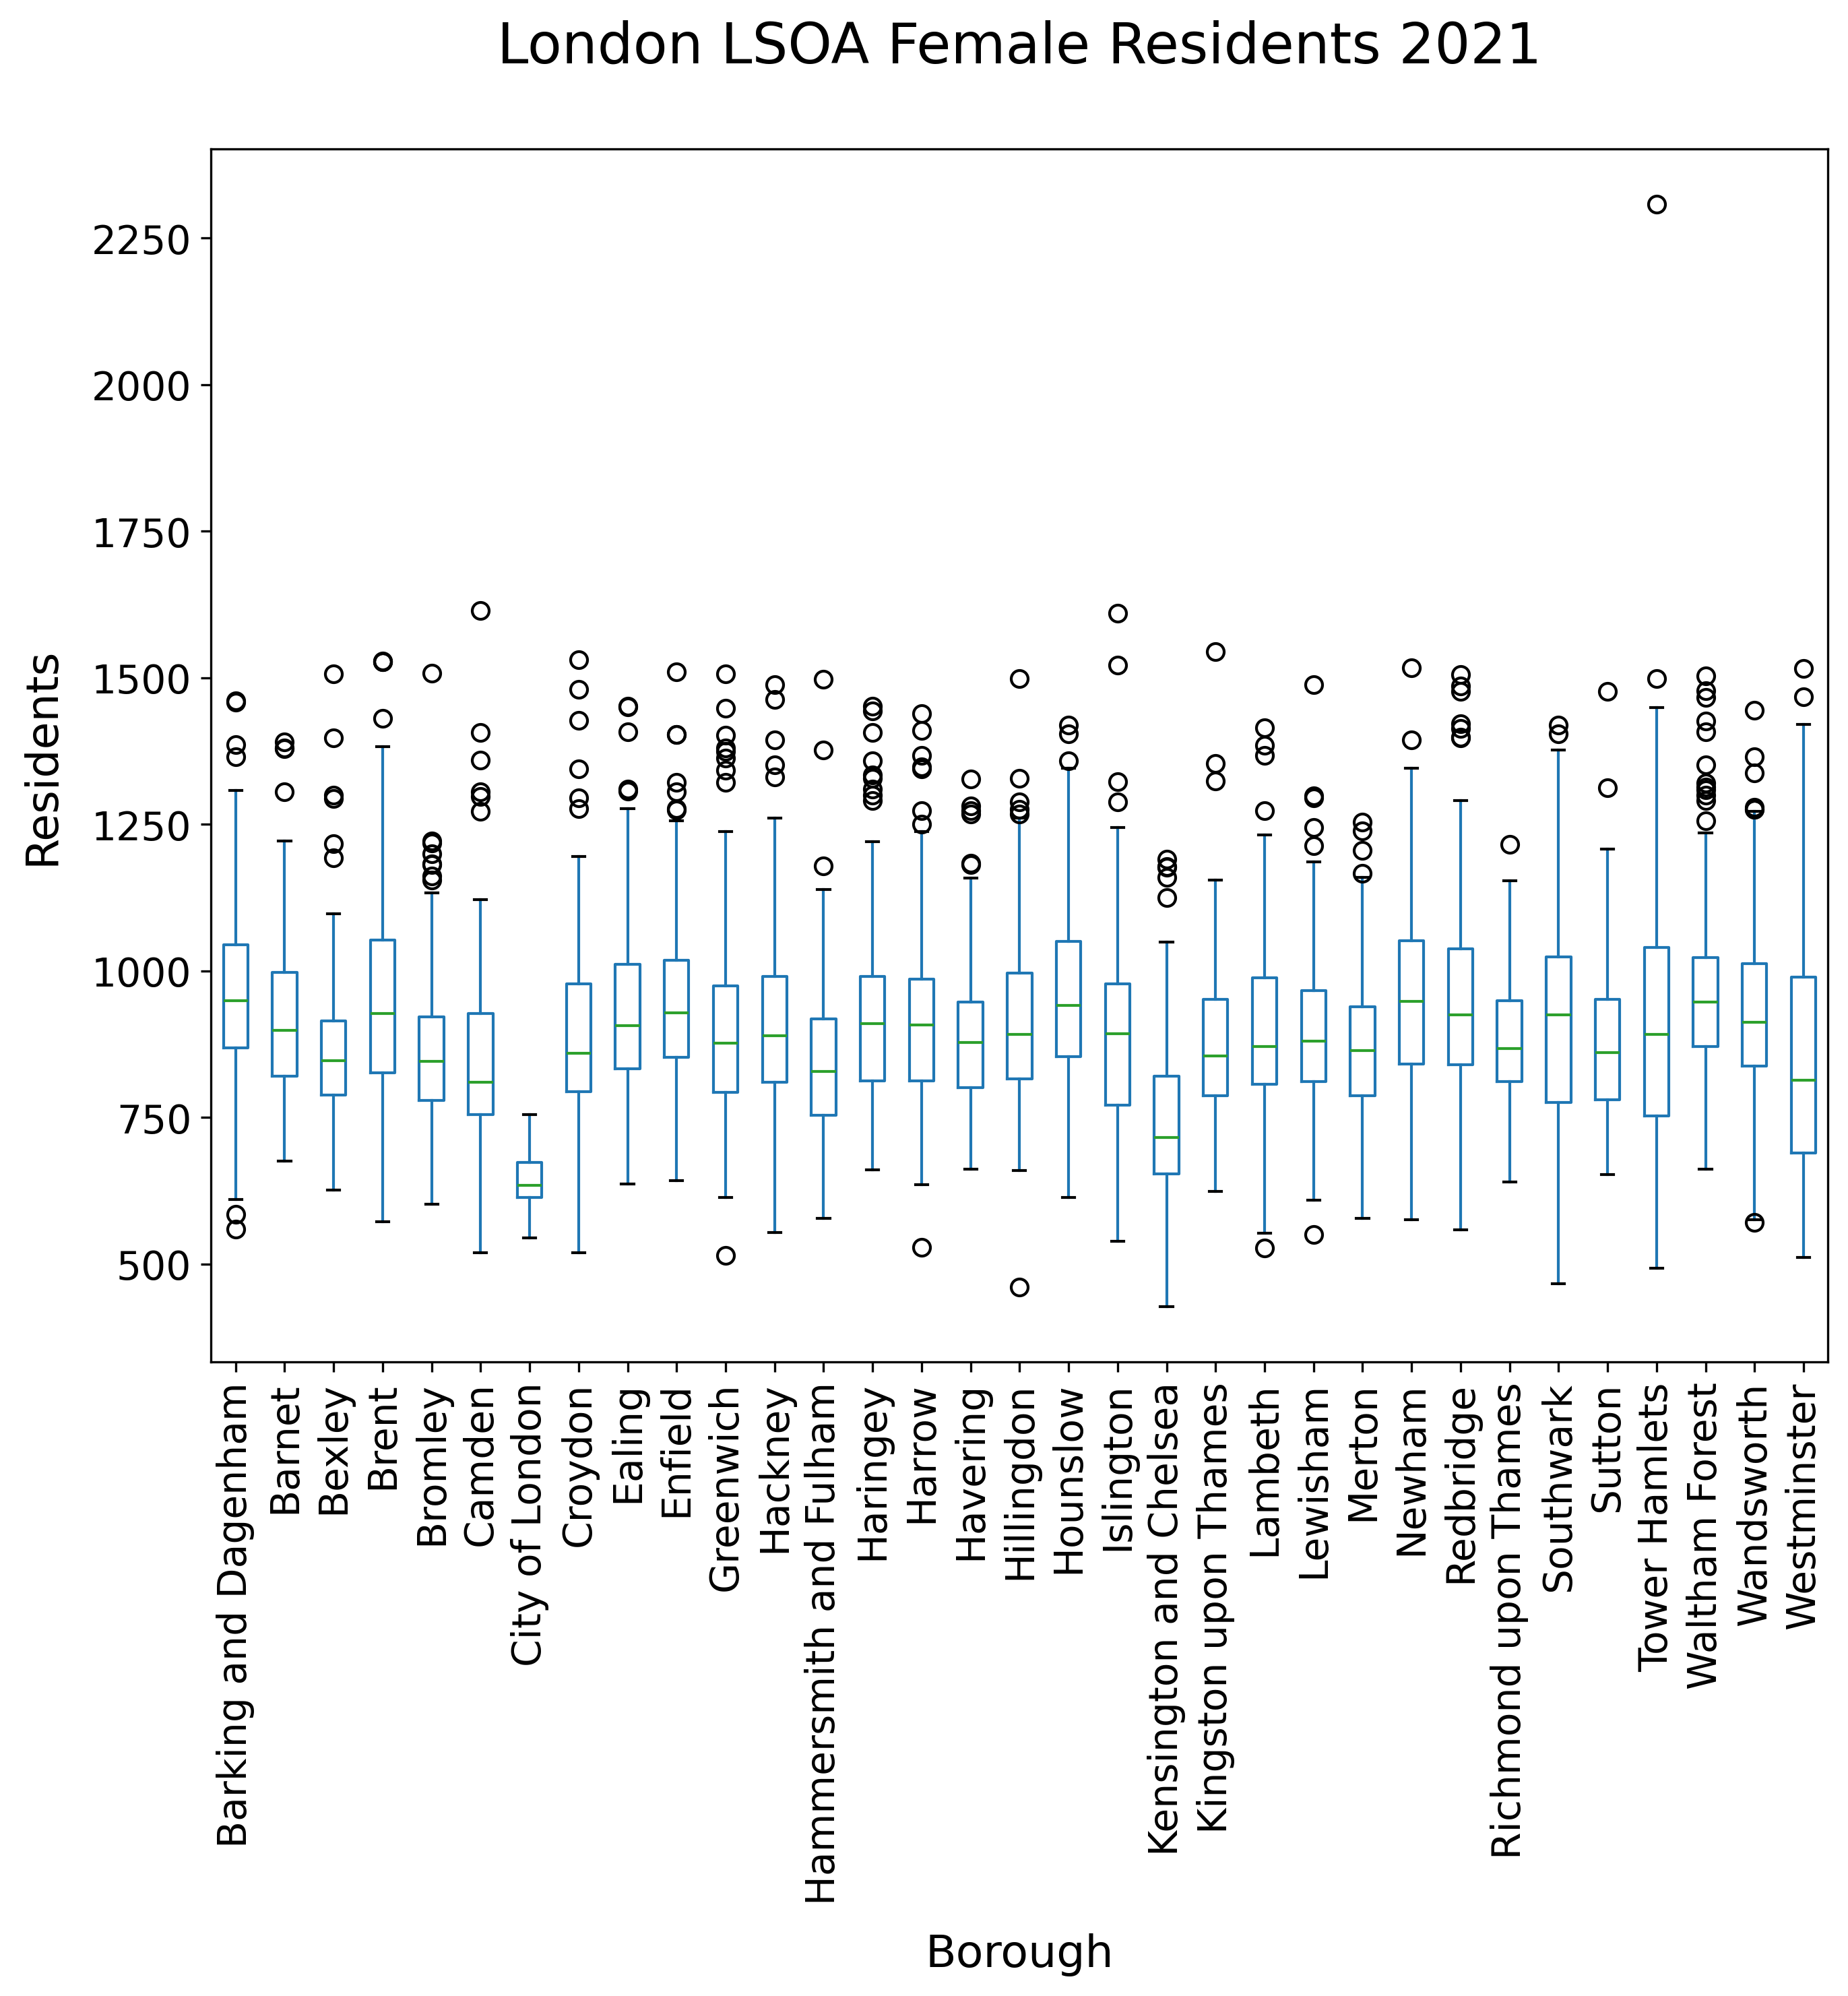 London LSOA Female Residents 2021
Residents
2250
2000
1750
1500
1250
1000
750
500
Barking and Dagenham
Barnet
Bexley
Brent
Bromley
Camden
City of London
Croydon
Ealing
Enfield
Greenwich
Hackney
Hammersmith and Fulham
Haringey
Harrow
Havering
Hillingdon
Hounslow
Islington
Kensington and Chelsea
Kingston upon Thames
Lambeth
Lewisham
Merton
Newham
Redbridge
Richmond upon Thames
Southwark
Sutton
Tower Hamlets
Waltham Forest
Wandsworth
Westminster
Borough